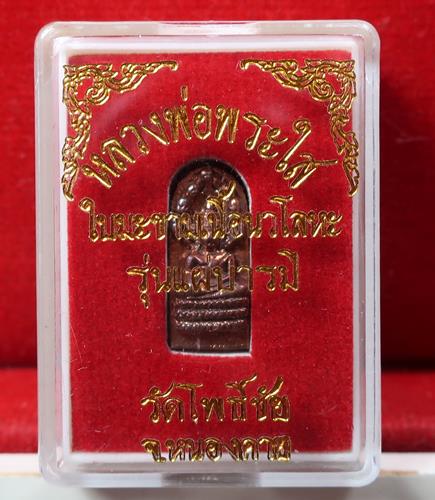 หลวงพ่อพระใส
ใบมะขามเนื้อนวโลหะ
รุ่นแผ่บารมี
วัดโพธิ์ชัย
จ.หนองคาย